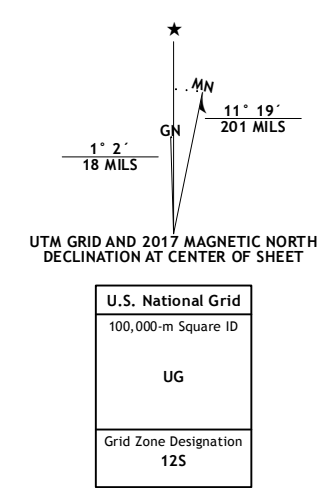 ★
MN
GN
11° 19´
201 MILS
1° 2´
18 MILS
UTM GRID AND 2017 MAGNETIC NORTH
DECLINATION AT CENTER OF SHEET
U.S. National Grid
100,000-m Square ID
UG
Grid Zone Designation
12S